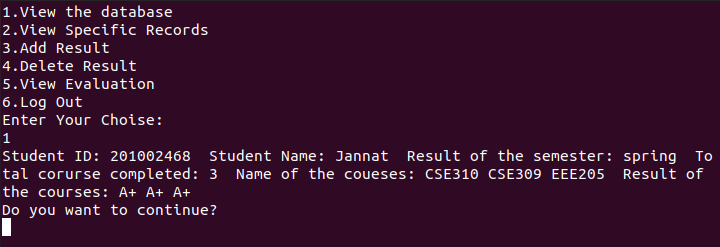 1.View the database
2.View Specific Records
3.Add Result
4.Delete Result
5.View Evaluation
6.Log Out
Enter Your Choise:
1
Student ID: 201002468  Student Name: Jannat  Result of the semester: spring  To
tal corurse completed: 3  Name of the coueses: CSE310 CSE309 EEE205  Result of
the courses: A+ A+ A+
Do you want to continue?